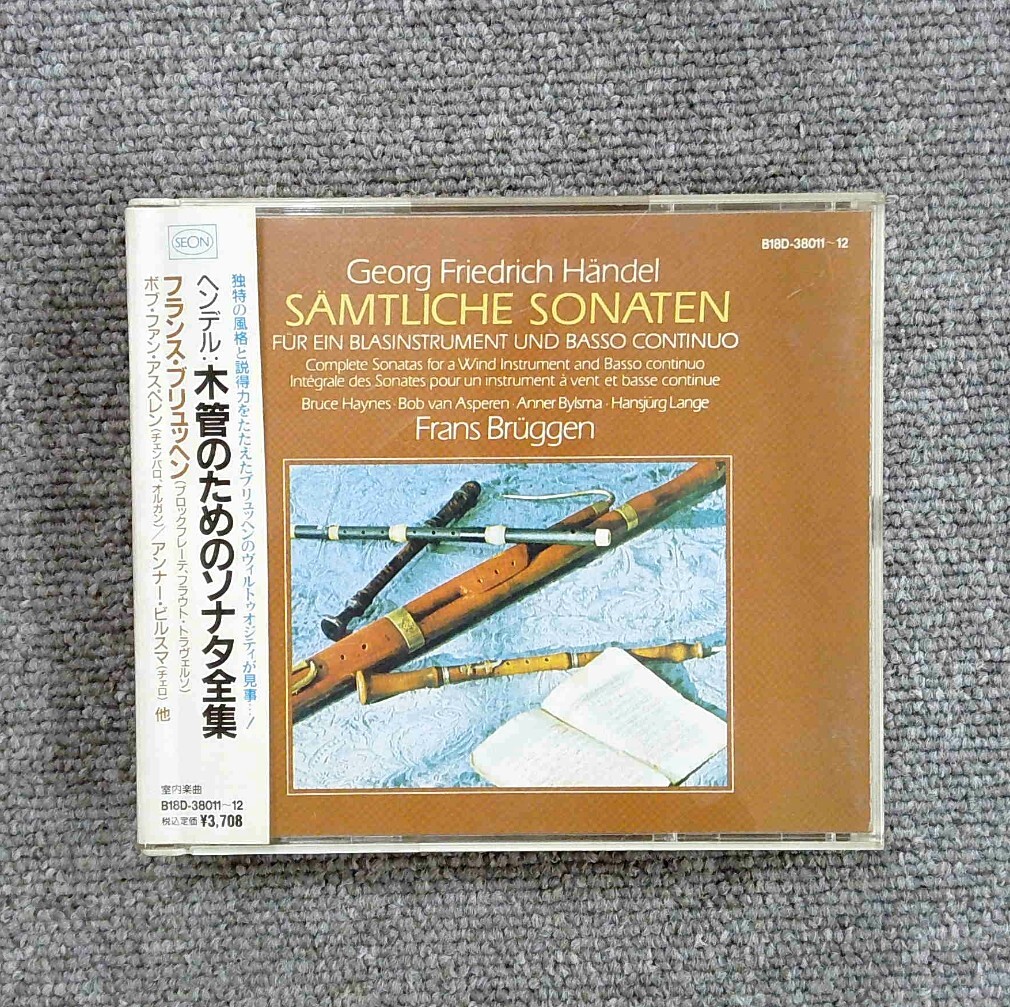 SEON
独特の風格と説得力をたたえたブリュッヘンのヴィルトゥオジティが見事…!
ヘンデル:木管のためのソナタ全集
フランス・ブリュッヘン(ブロックフレーテ、フラウト・トラヴェルソ)
ボブ・ファン・アスペレン(チェンバロ、オルガン)/アンナー・ビルスマ(チェロ) 他
室内楽曲
B18D-38011~12
税込定価 ¥3,708
B18D-38011~12
Georg Friedrich Händel
SÄMTLICHE SONATEN
FÜR EIN BLASINSTRUMENT UND BASSO CONTINUO
Complete Sonatas for a Wind Instrument and Basso continuo
Intégrale des Sonates pour un instrument à vent et basse continue
Bruce Haynes · Bob van Asperen · Anner Bylsma · Hansjürg Lange
Frans Brüggen